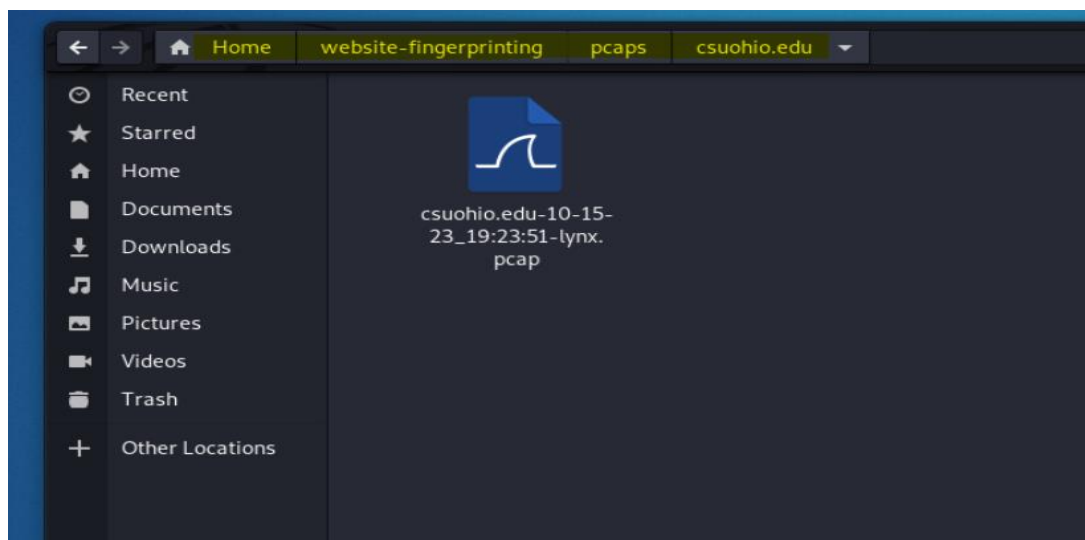 Home website-fingerprinting pcaps csuohio.edu
Recent
Starred
Home
Documents
Downloads
Music
Pictures
Videos
Trash
Other Locations
csuohio.edu-10-15-
23_19:23:51-lynx.
pcap